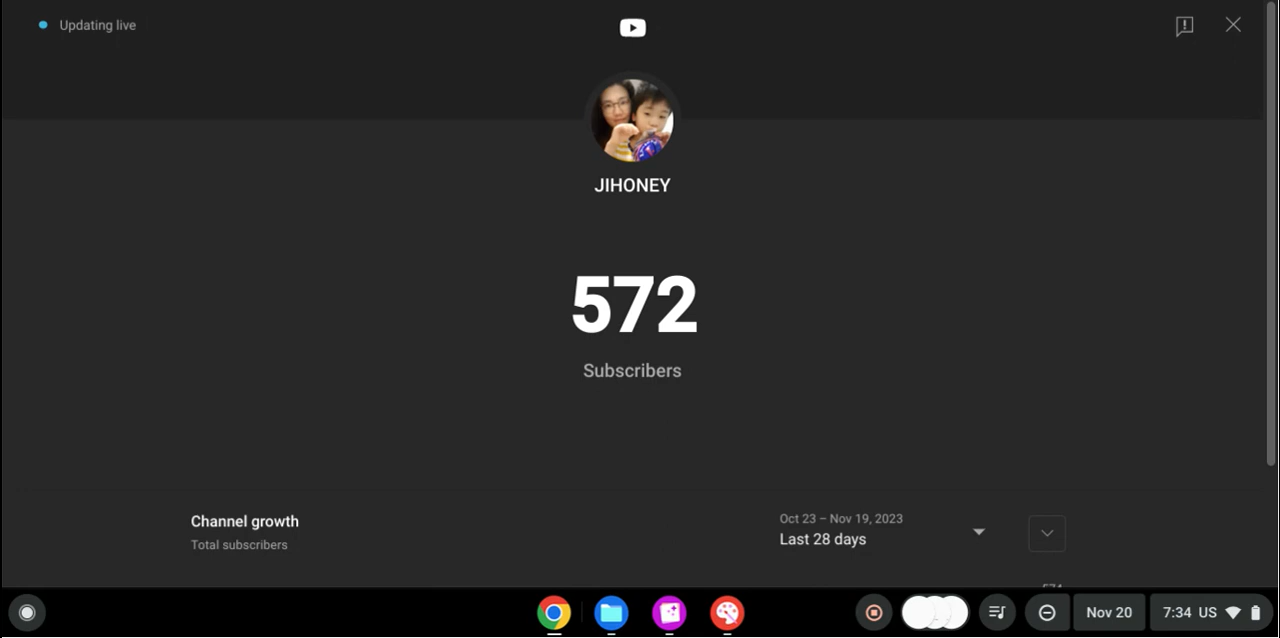 Updating live
JIHONEY
572
Subscribers
Channel growth
Total subscribers
Oct 23 – Nov 19, 2023
Last 28 days
Nov 20
7:34 US